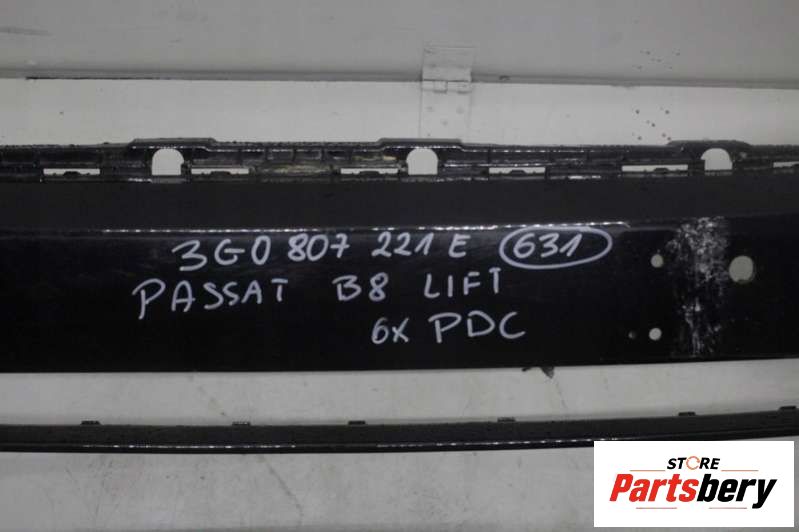 3G0 807 221 E 631
PASSAT B8 LIFT
6X PDC
STORE
Partsbery